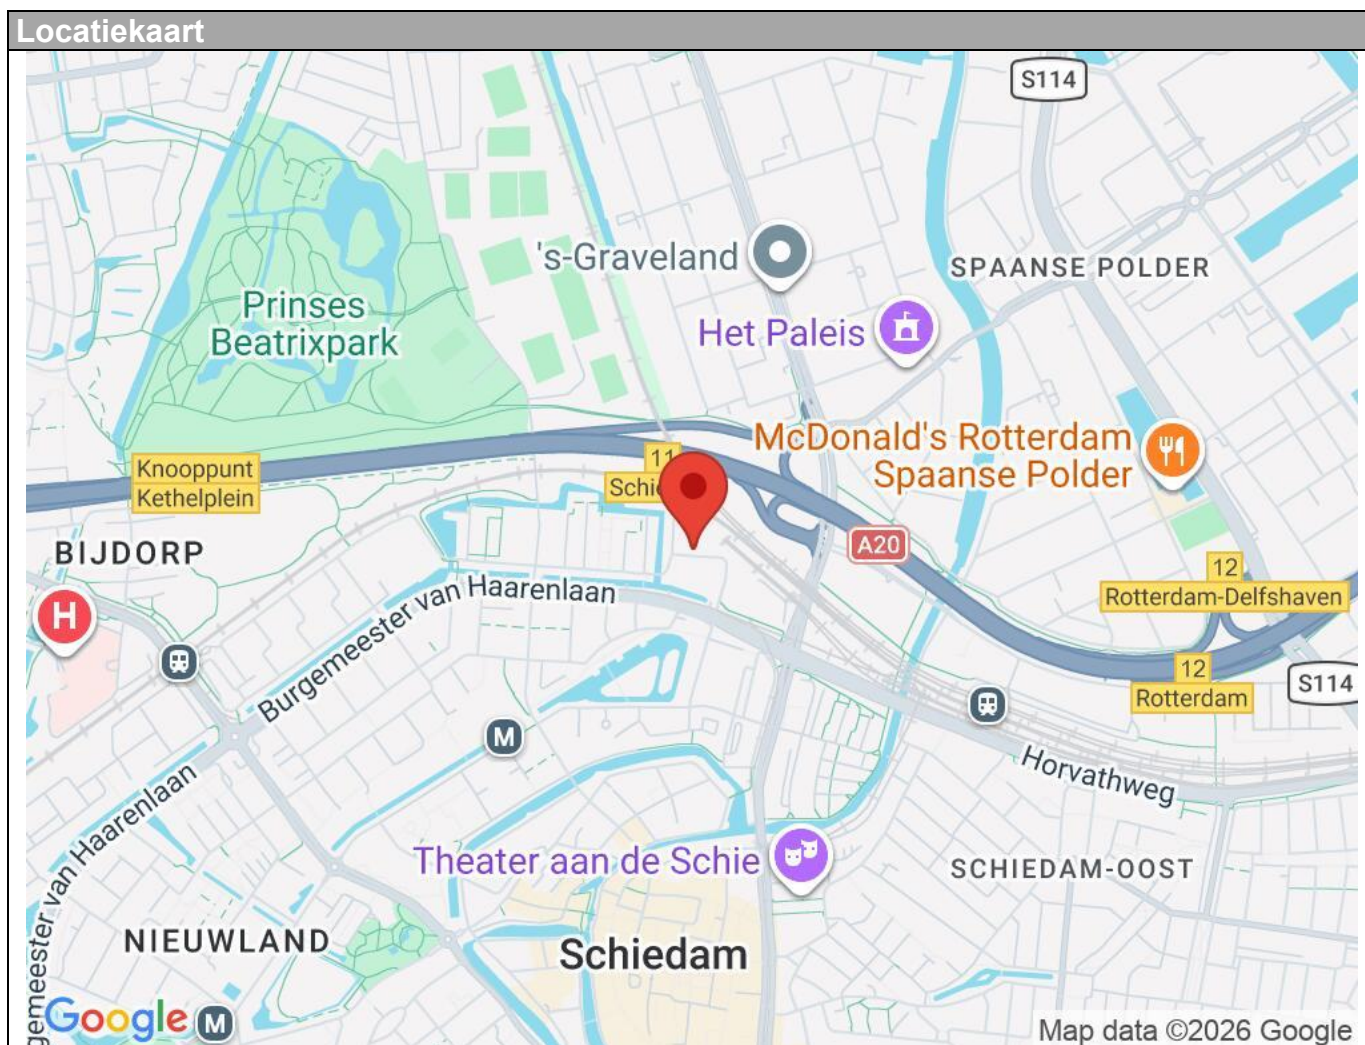 Locatiekaart
S114
's-Graveland
SPAANSE POLDER
Prinses
Beatrixpark
Het Paleis
McDonald's Rotterdam
Spaanse Polder
Knooppunt
Kethelplein
11
A20
BIJDORP
H
12
Rotterdam-Delfshaven
Burgemeester van Haarenlaan
12
Rotterdam
S114
M
Horvathweg
Theater aan de Schie
SCHIEDAM-OOST
van Haarenlaan
NIEUWLAND
Schiedam
Google
M
Map data ©2026 Google